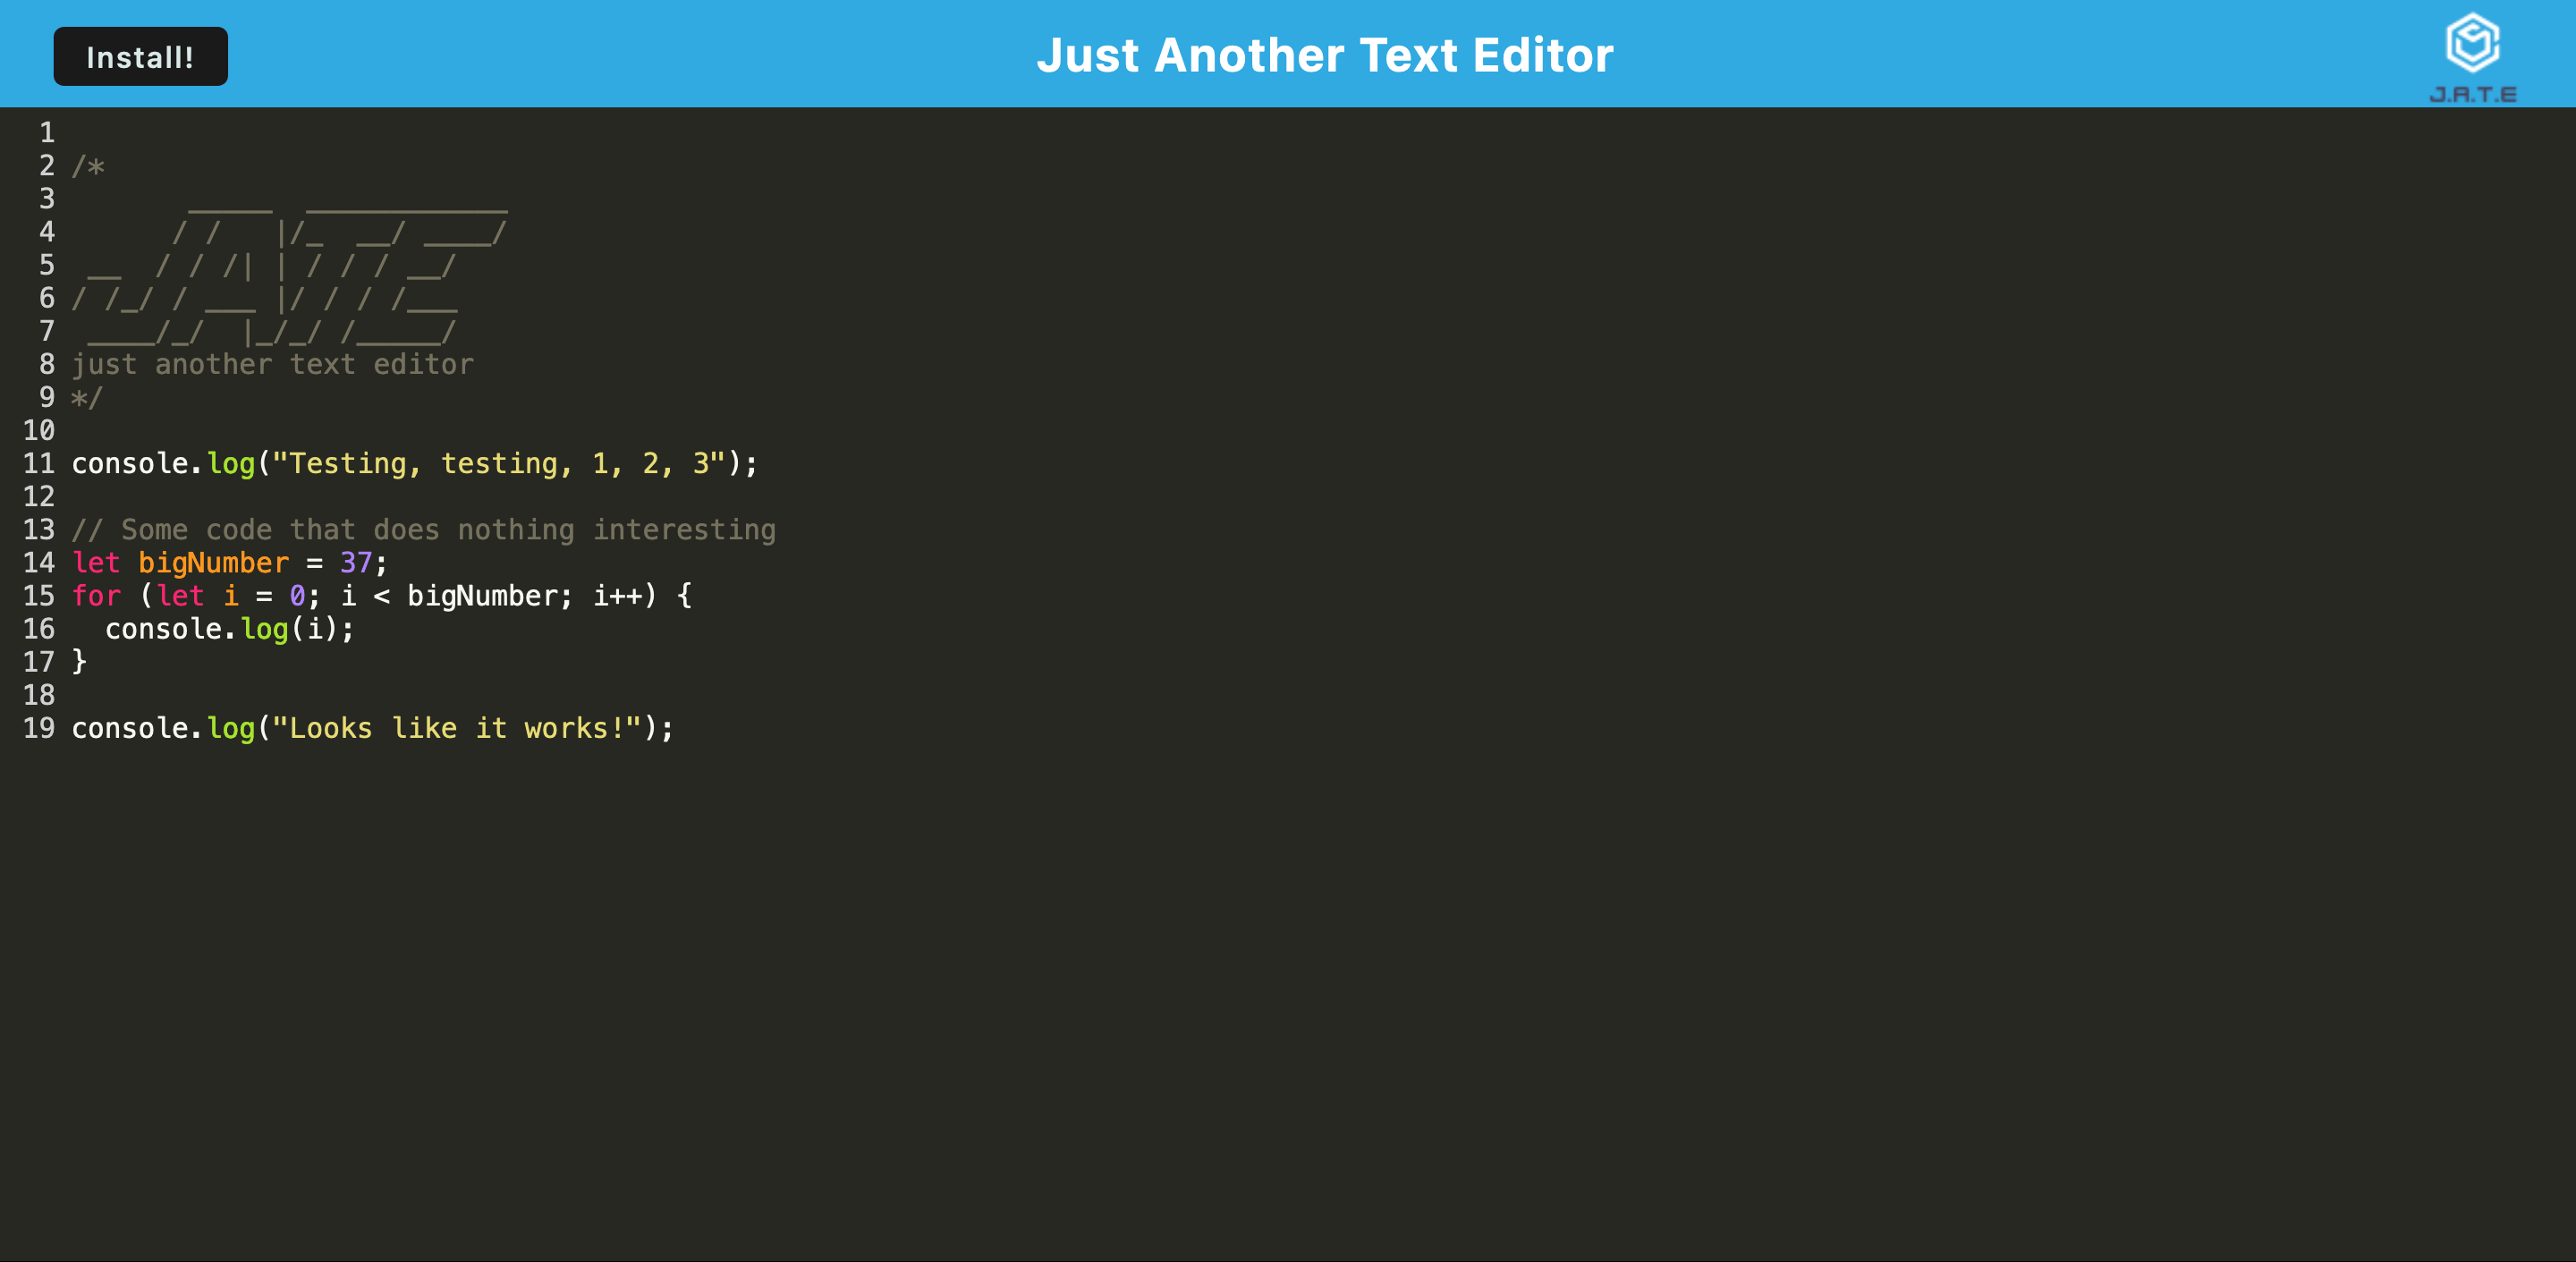 Install!
Just Another Text Editor
J.A.T.E
1
2 /*
3        _____  ____________
4       / /   |/_  __/ ____/
5  __  / / /| | / / / __/
6 / /_/ / ___ |/ / / /___
7  ____/_/  |_/_/ /_____/
8 just another text editor
9 */
10
11 console.log("Testing, testing, 1, 2, 3");
12
13 // Some code that does nothing interesting
14 let bigNumber = 37;
15 for (let i = 0; i < bigNumber; i++) {
16   console.log(i);
17 }
18
19 console.log("Looks like it works!");